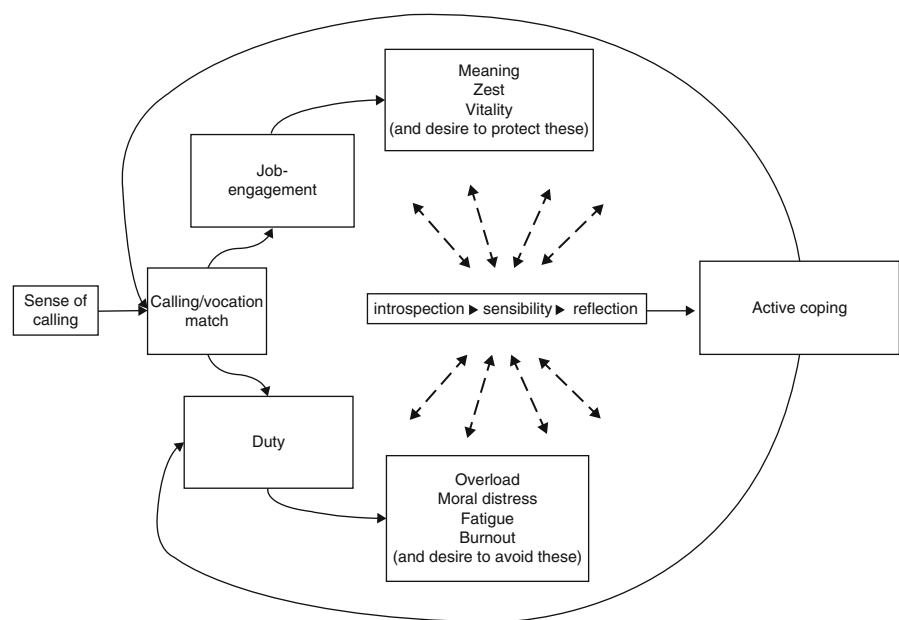 Meaning
Zest
Vitality
(and desire to protect these)
Job-
engagement
Sense of
calling
Calling/vocation
match
introspection ▸ sensibility ▸ reflection
Active coping
Duty
Overload
Moral distress
Fatigue
Burnout
(and desire to avoid these)